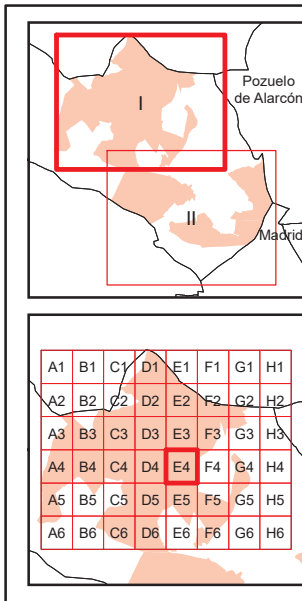 I
Pozuelo
de Alarcón
II
Madrid
A1 B1 C1 D1 E1 F1 G1 H1
A2 B2 C2 D2 E2 F2 G2 H2
A3 B3 C3 D3 E3 F3 G3 H3
A4 B4 C4 D4 E4 F4 G4 H4
A5 B5 C5 D5 E5 F5 G5 H5
A6 B6 C6 D6 E6 F6 G6 H6